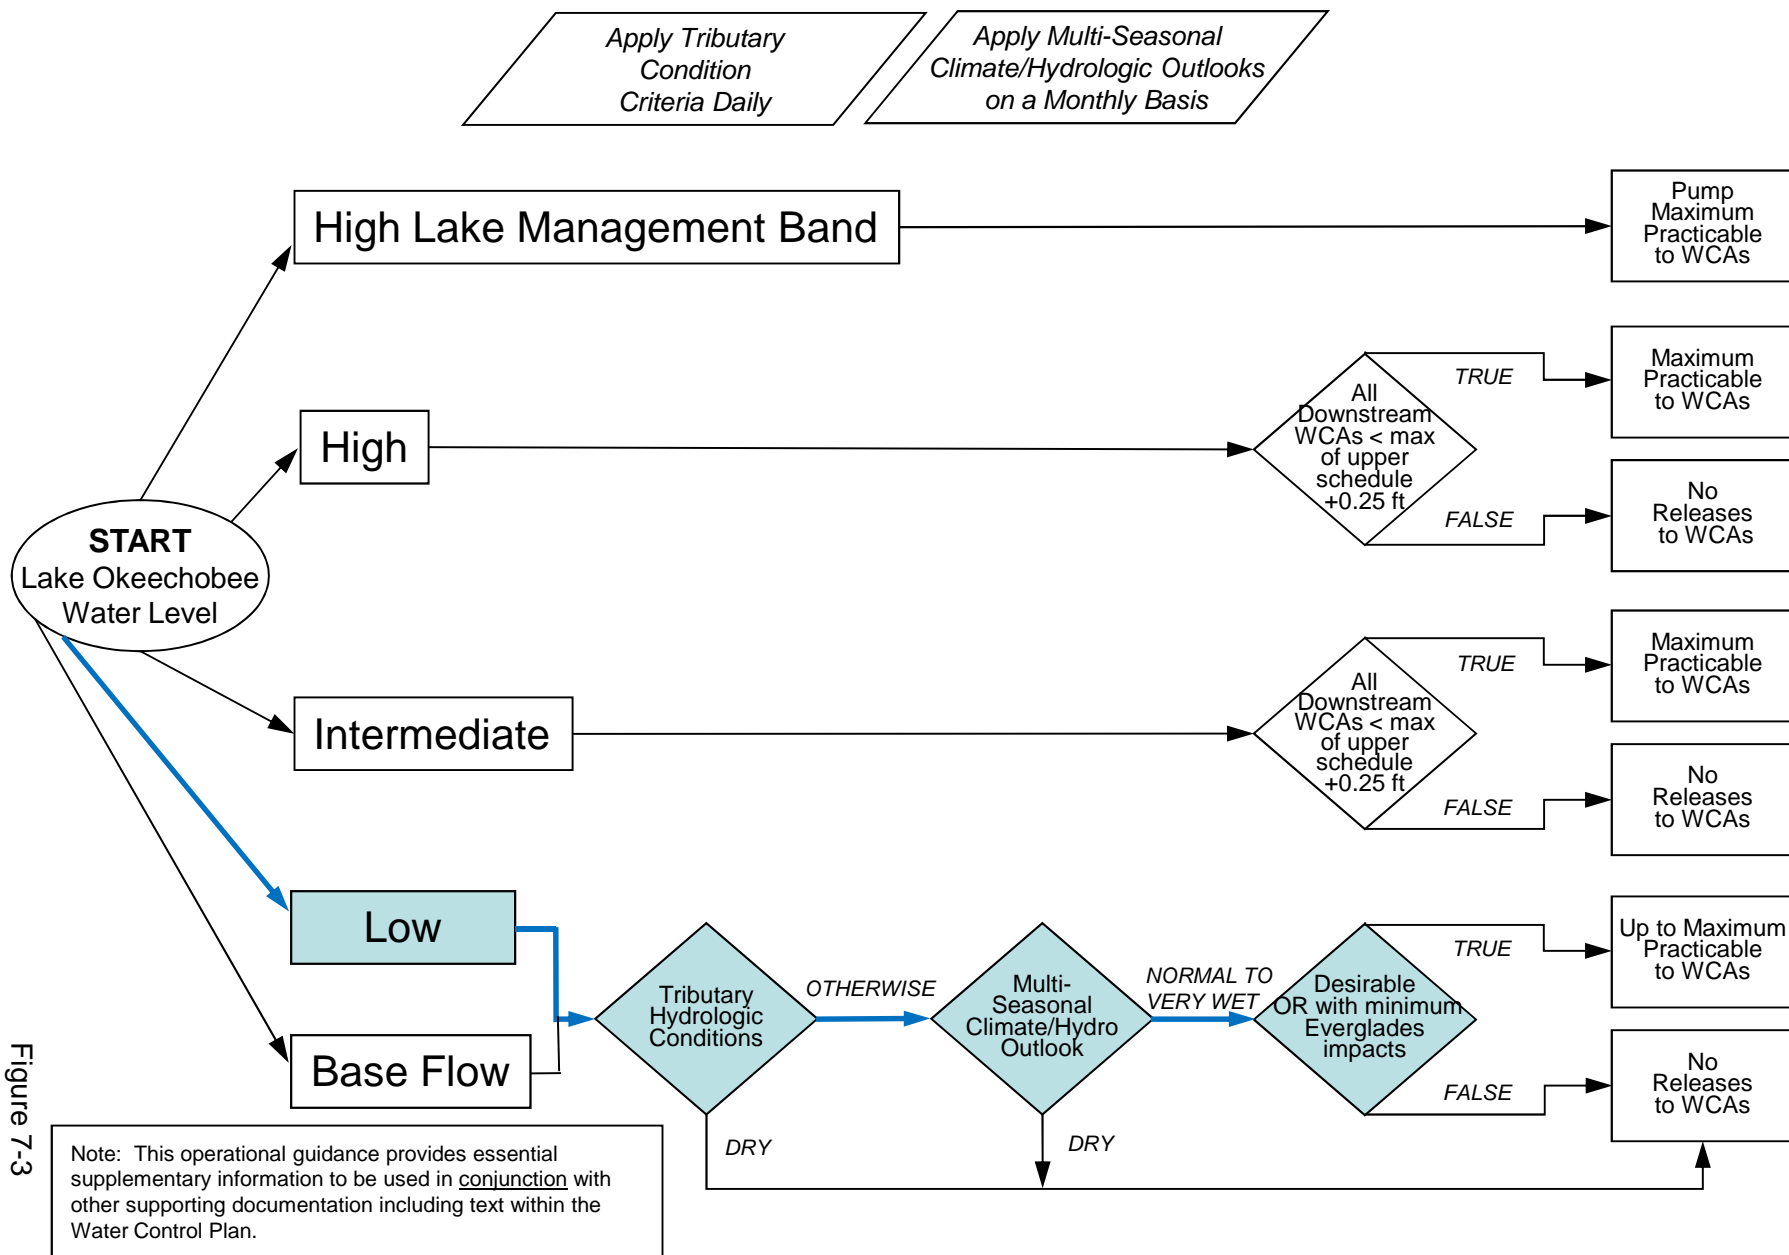 Apply Tributary
Condition
Criteria Daily
Apply Multi-Seasonal
Climate/Hydrologic Outlooks
on a Monthly Basis
High Lake Management Band
Pump
Maximum
Practicable
to WCAs
High
All
Downstream
WCAs < max
of upper
schedule
+0.25 ft
TRUE
Maximum
Practicable
to WCAs
FALSE
No
Releases
to WCAs
START
Lake Okeechobee
Water Level
Intermediate
All
Downstream
WCAs < max
of upper
schedule
+0.25 ft
TRUE
Maximum
Practicable
to WCAs
FALSE
No
Releases
to WCAs
Low
Base Flow
Tributary
Hydrologic
Conditions
OTHERWISE
DRY
Multi-
Seasonal
Climate/Hydro
Outlook
NORMAL TO
VERY WET
DRY
Desirable
OR with minimum
Everglades
impacts
TRUE
Up to Maximum
Practicable
to WCAs
FALSE
No
Releases
to WCAs
Figure 7-3
Note: This operational guidance provides essential
supplementary information to be used in conjunction with
other supporting documentation including text within the
Water Control Plan.